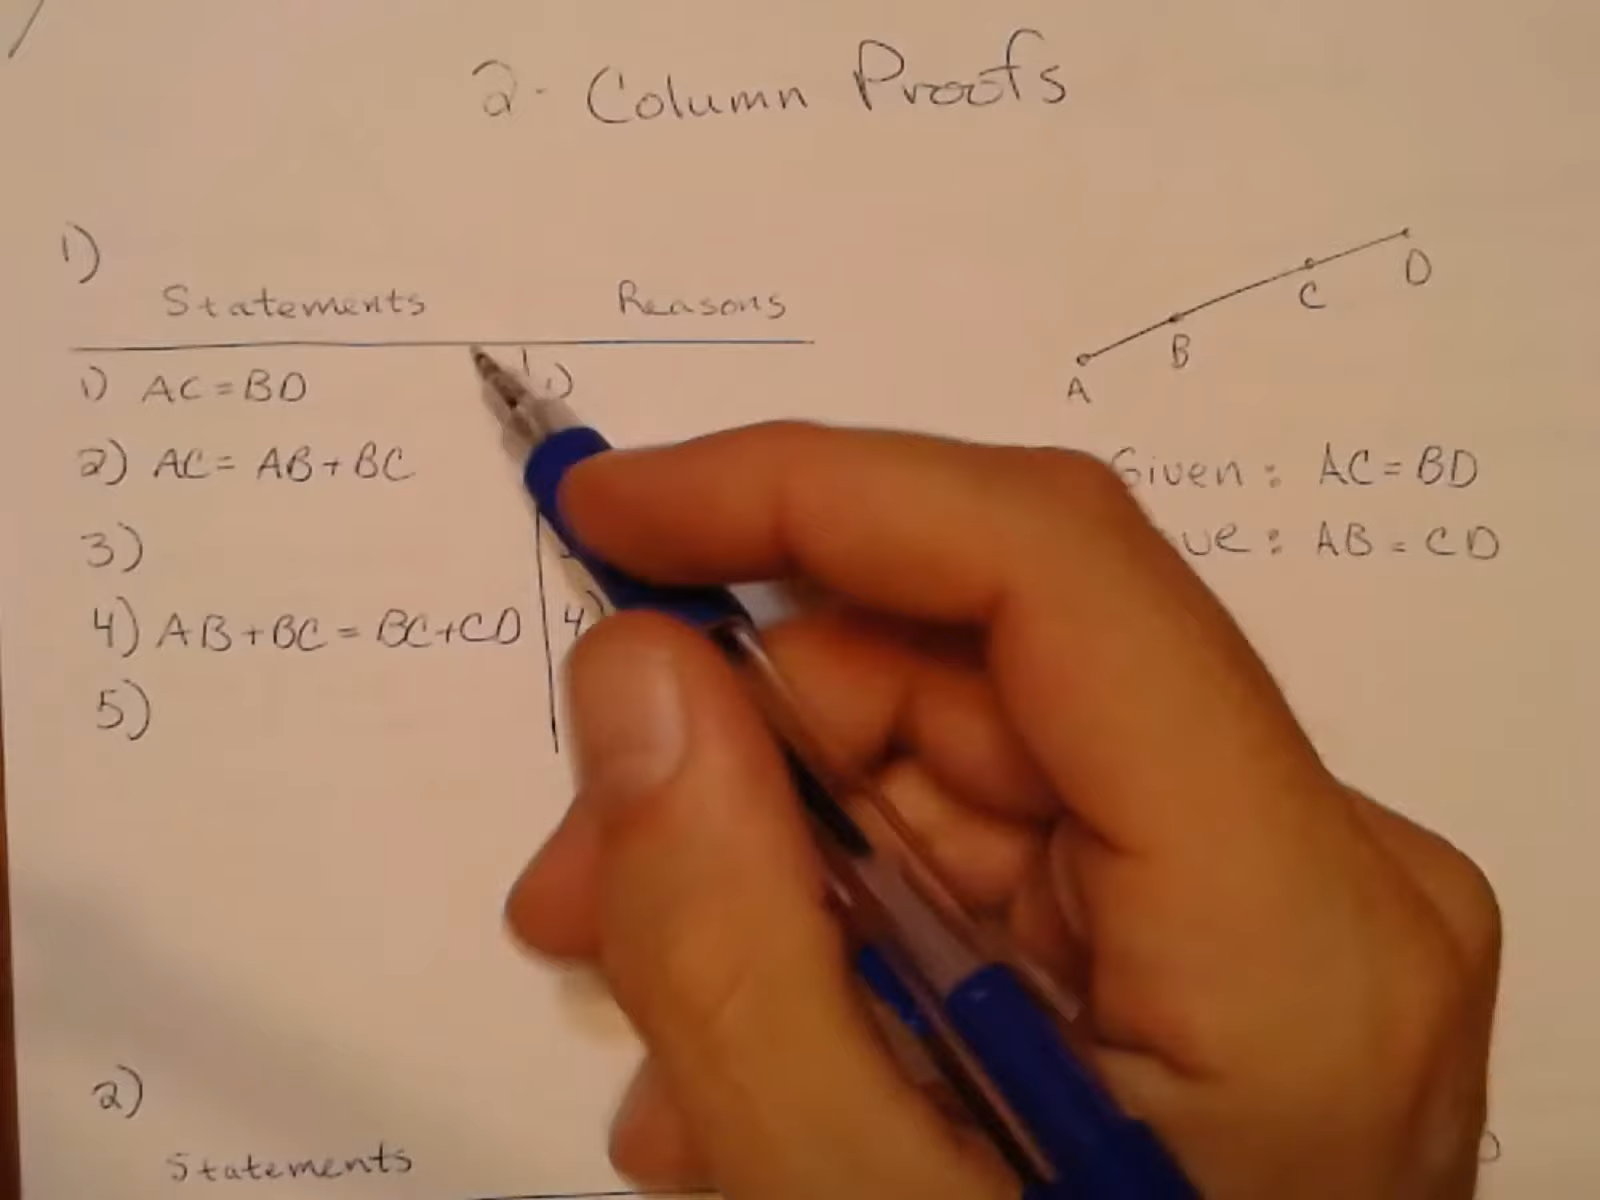 2. Column Proofs
1)
Statements Reasons
1) AC = BD 1)
2) AC = AB + BC
3)
4) AB + BC = BC + CD 4)
5)
A B C D
Given : AC = BD
: AB = CD
2)
Statements